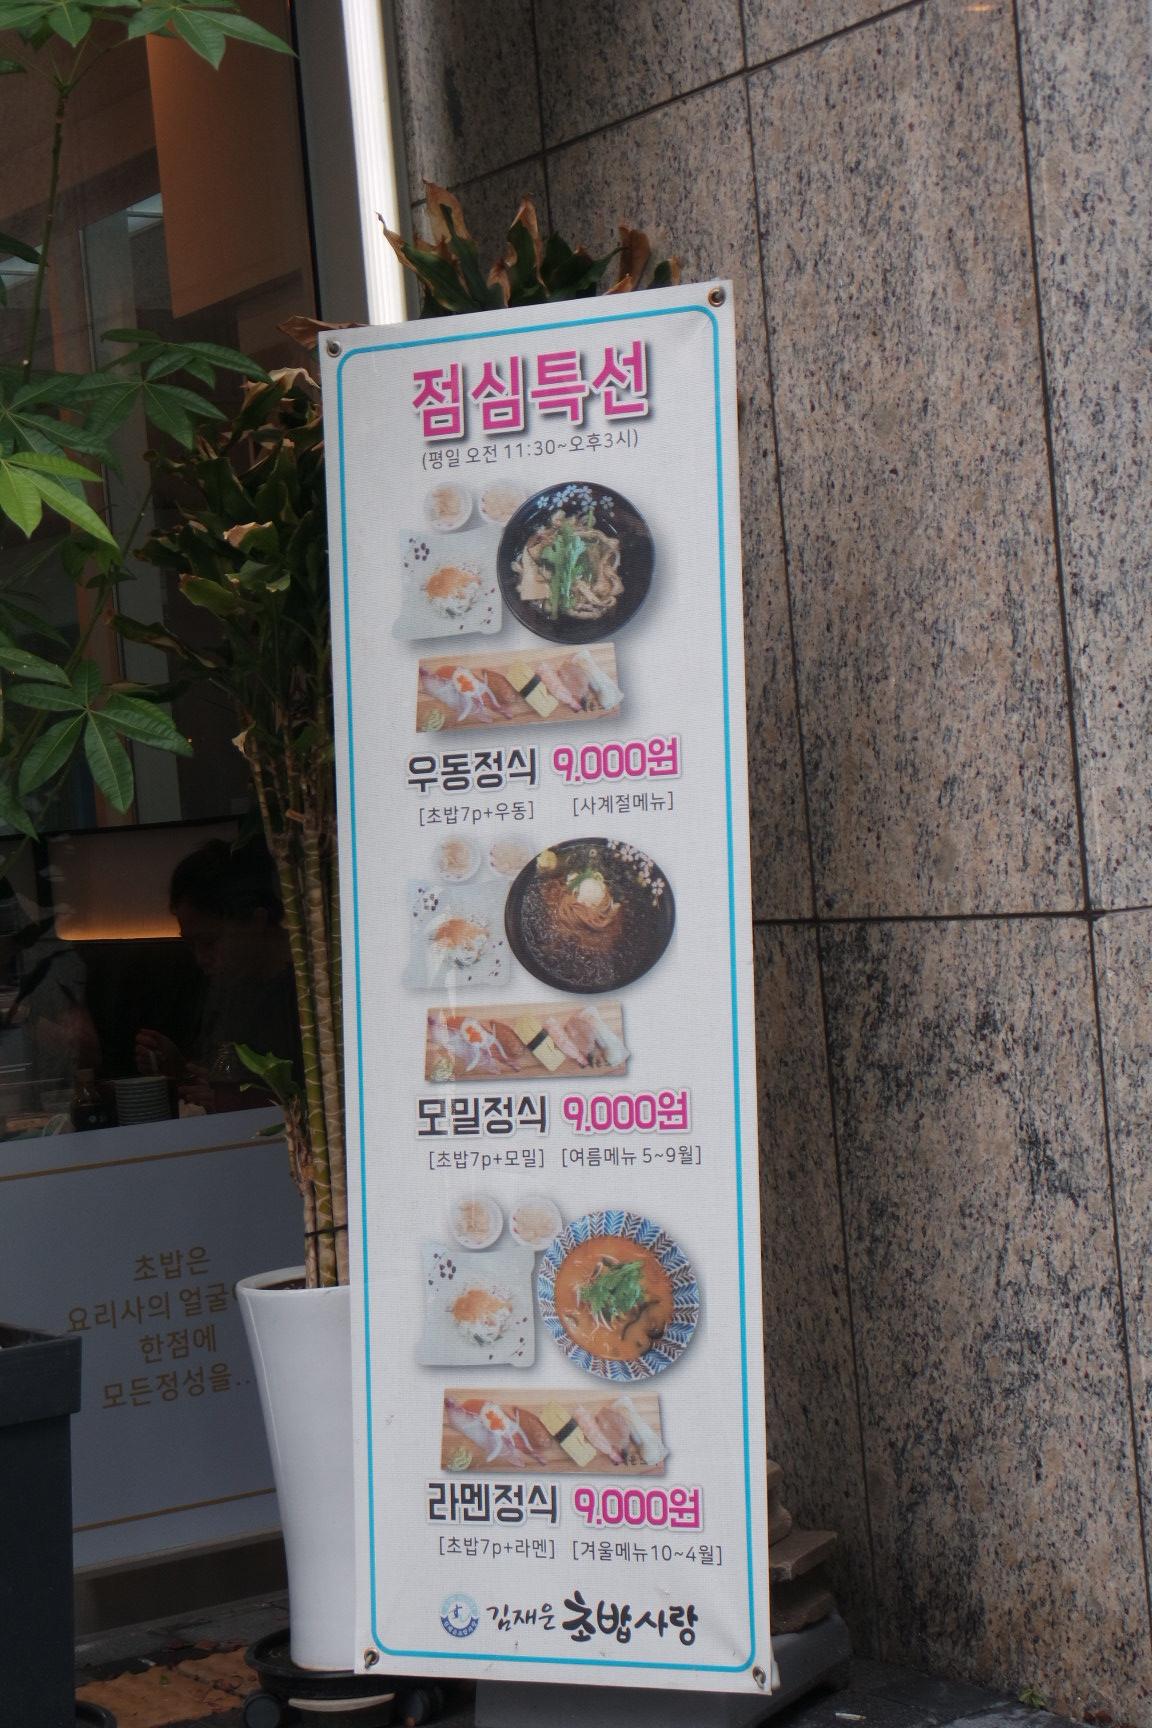 점심특선
(평일 오전 11:30~오후3시)
우동정식 9.000원
[초밥7p+우동] [사계절메뉴]
모밀정식 9.000원
[초밥7p+모밀] [여름메뉴 5~9월]
라멘정식 9.000원
[초밥7p+라멘] [겨울메뉴10~4월]
김재운 초밥사랑
초밥은
요리사의
한점에
모든정성을...